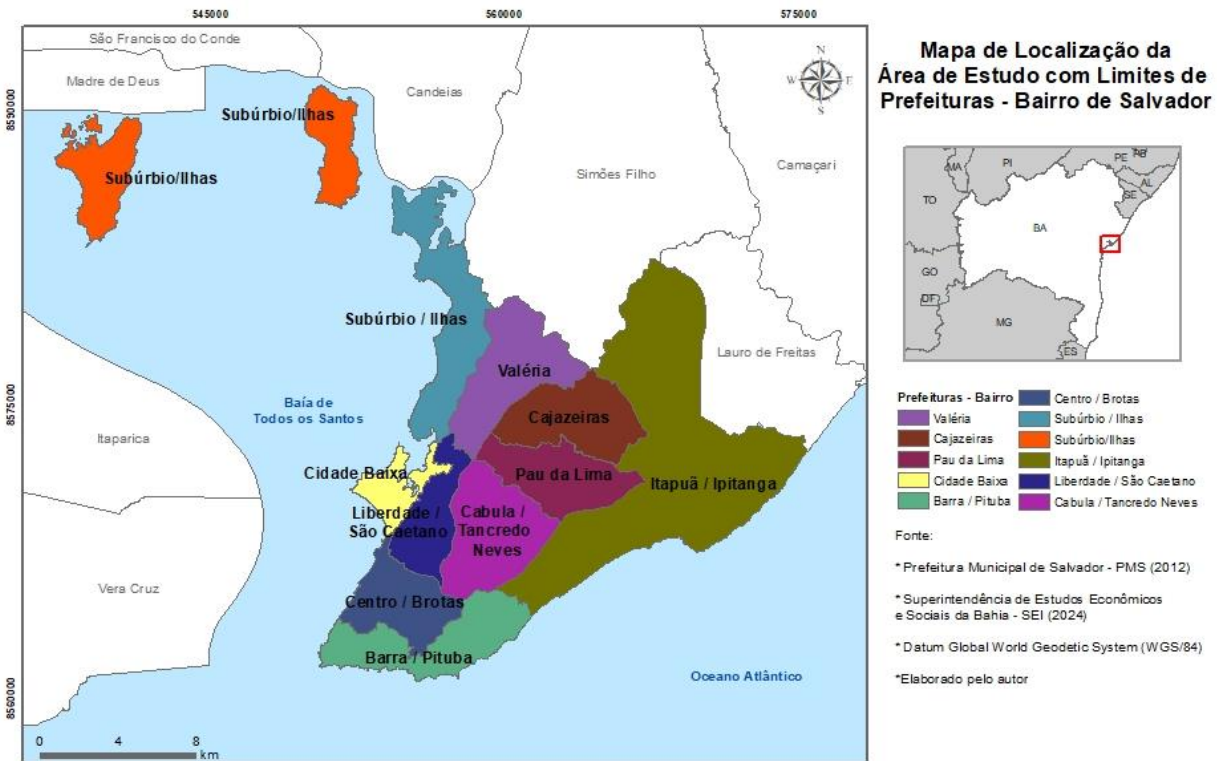 545000
560000
575000
8590000
8575000
8560000
São Francisco do Conde
Madre de Deus
Candeias
Simões Filho
Camaçari
Lauro de Freitas
Itaparica
Vera Cruz
N
W
E
S
Subúrbio/Ilhas
Subúrbio/Ilhas
Subúrbio / Ilhas
Valéria
Cajazeiras
Pau da Lima
Itapuã / Ipitanga
Baía de
Todos os Santos
Cidade Baixa
Liberdade /
São Caetano
Cabula /
Tancredo
Neves
Centro / Brotas
Barra / Pituba
Oceano Atlântico
0 4 8
km
Mapa de Localização da
Área de Estudo com Limites de
Prefeituras - Bairro de Salvador
MA
PI
PE
AL
SE
TO
BA
GO
DF
MG
ES
Prefeituras - Bairro
Valéria
Cajazeiras
Pau da Lima
Cidade Baixa
Barra / Pituba
Centro / Brotas
Subúrbio / Ilhas
Subúrbio/Ilhas
Itapuã / Ipitanga
Liberdade / São Caetano
Cabula / Tancredo Neves
Fonte:
* Prefeitura Municipal de Salvador - PMS (2012)
* Superintendência de Estudos Econômicos
e Sociais da Bahia - SEI (2024)
* Datum Global World Geodetic System (WGS/84)
*Elaborado pelo autor